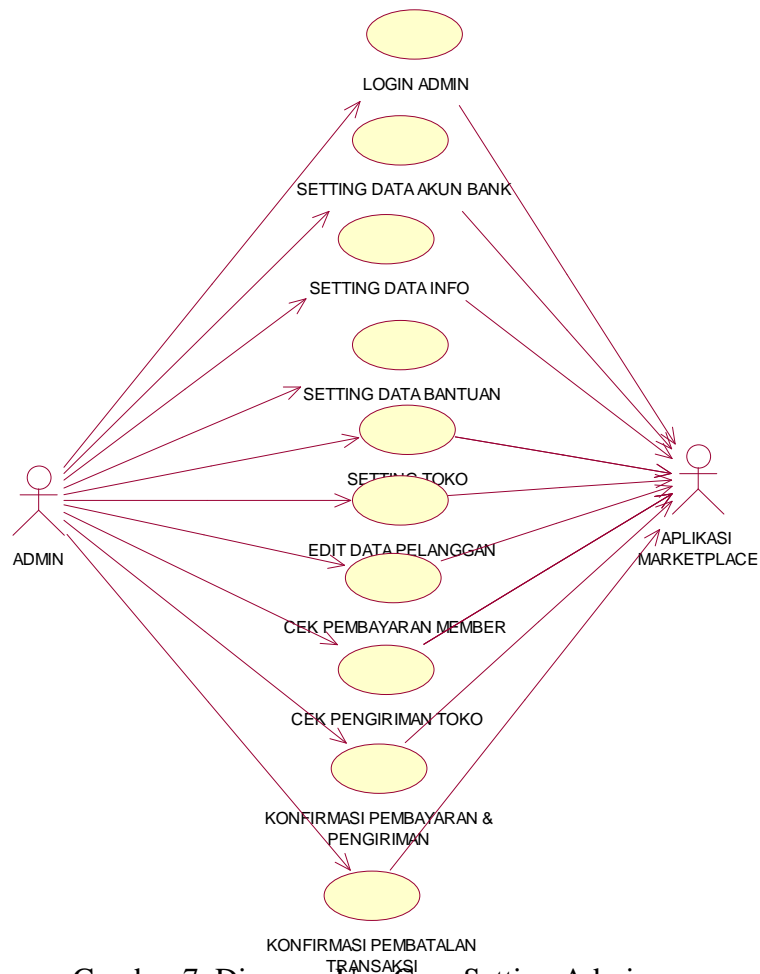 LOGIN ADMIN
SETTING DATA AKUN BANK
SETTING DATA INFO
SETTING DATA BANTUAN
SETTING TOKO
EDIT DATA PELANGGAN
ADMIN
APLIKASI
MARKETPLACE
CEK PEMBAYARAN MEMBER
CEK PENGIRIMAN TOKO
KONFIRMASI PEMBAYARAN &
PENGIRIMAN
KONFIRMASI PEMBATALAN
TRANSAKSI